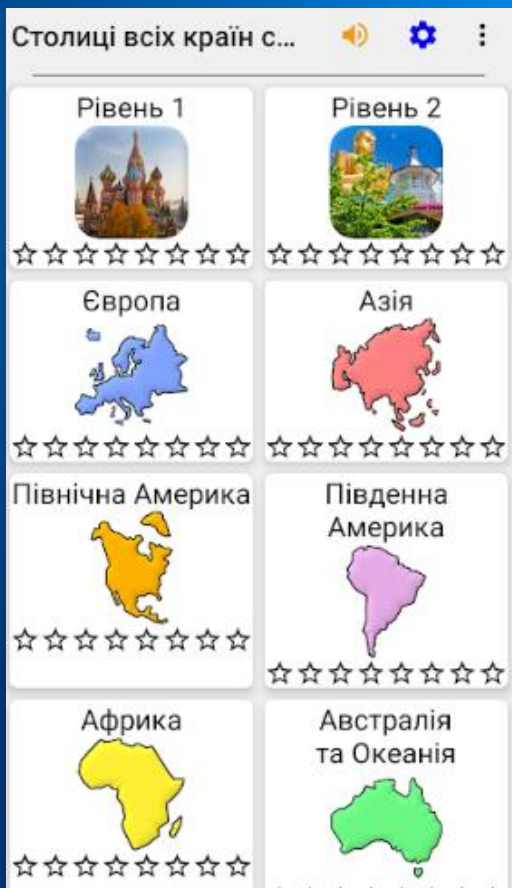 Столиці всіх країн с...
Рівень 1
Рівень 2
Європа
Азія
Північна Америка
Південна
Америка
Африка
Австралія
та Океанія